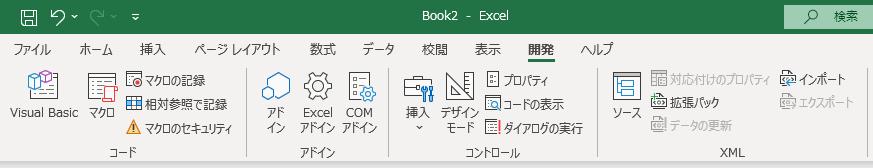 Book2 - Excel
検索
ファイル ホーム 挿入 ページ レイアウト 数式 データ 校閲 表示 開発 ヘルプ
Visual Basic
マクロ
マクロの記録
相対参照で記録
マクロのセキュリティ
コード
アド
イン
Excel
アドイン
COM
アドイン
アドイン
挿入
デザイン
モード
プロパティ
コードの表示
ダイアログの実行
コントロール
ソース
対応付けのプロパティ
拡張パック
データの更新
インポート
エクスポート
XML